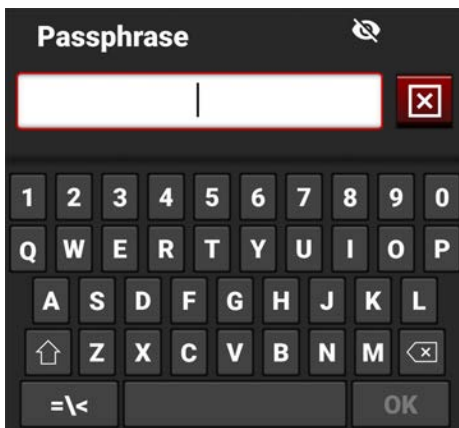 Passphrase
1 2 3 4 5 6 7 8 9 0
Q W E R T Y U I O P
A S D F G H J K L
Z X C V B N M
=\< OK